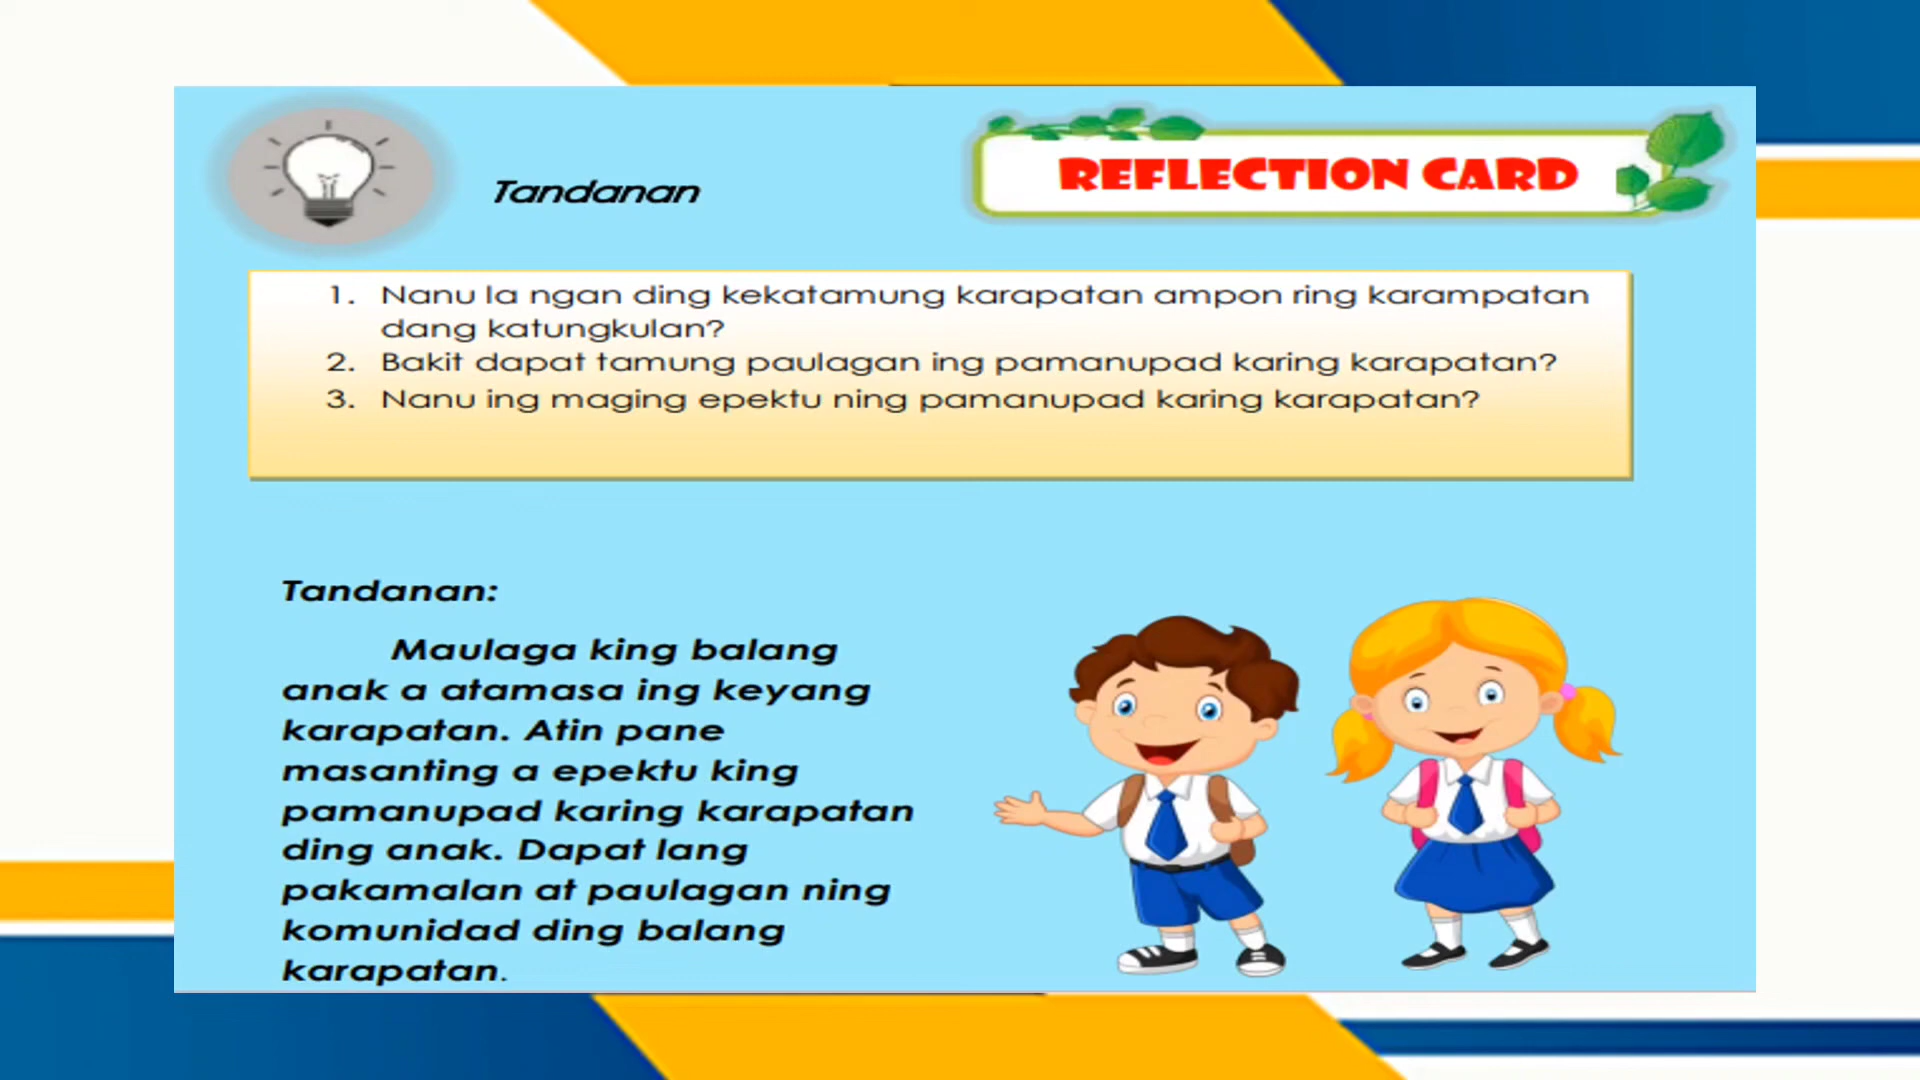 Tandanan
REFLECTION CARD
1. Nanu la ngan ding kekatamung karapatan ampon ring karampatan
dang katungkulan?
2. Bakit dapat tamung paulagan ing pamanupad karing karapatan?
3. Nanu ing maging epektu ning pamanupad karing karapatan?
Tandanan:
Maulaga king balang
anak a atamasa ing keyang
karapatan. Atin pane
masanting a epektu king
pamanupad karing karapatan
ding anak. Dapat lang
pakamalan at paulagan ning
komunidad ding balang
karapatan.